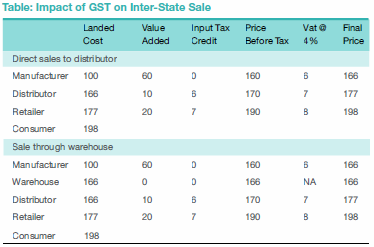 Table: Impact of GST on Inter-State Sale
Landed Cost Value Added Input Tax Credit Price Before Tax Vat @ 4% Final Price
Direct sales to distributor
Manufacturer 100 60 0 160 6 166
Distributor 166 10 6 170 7 177
Retailer 177 20 7 190 8 198
Consumer 198
Sale through warehouse
Manufacturer 100 60 0 160 6 166
Warehouse 166 0 0 166 NA 166
Distributor 166 10 6 170 7 177
Retailer 177 20 7 190 8 198
Consumer 198